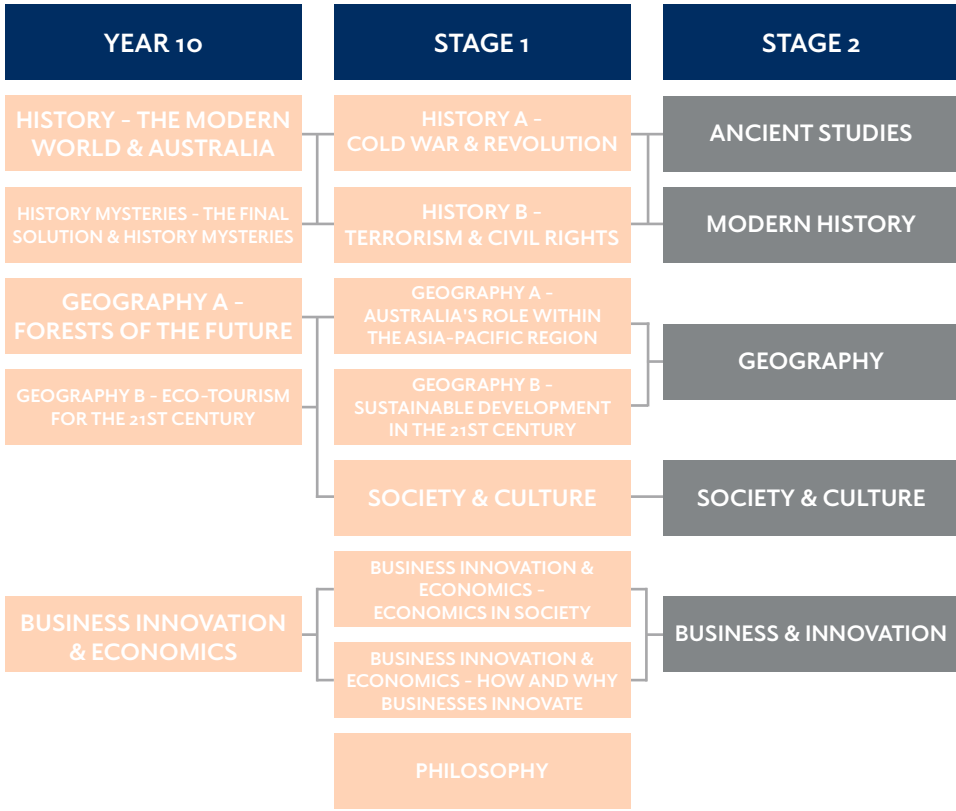 YEAR 10
STAGE 1
STAGE 2
HISTORY - THE MODERN
WORLD & AUSTRALIA
HISTORY A -
COLD WAR & REVOLUTION
ANCIENT STUDIES
HISTORY MYSTERIES - THE FINAL
SOLUTION & HISTORY MYSTERIES
HISTORY B -
TERRORISM & CIVIL RIGHTS
MODERN HISTORY
GEOGRAPHY A -
FORESTS OF THE FUTURE
GEOGRAPHY A -
AUSTRALIA'S ROLE WITHIN
THE ASIA-PACIFIC REGION
GEOGRAPHY
GEOGRAPHY B - ECO-TOURISM
FOR THE 21ST CENTURY
GEOGRAPHY B -
SUSTAINABLE DEVELOPMENT
IN THE 21ST CENTURY
SOCIETY & CULTURE
SOCIETY & CULTURE
BUSINESS INNOVATION
& ECONOMICS
BUSINESS INNOVATION &
ECONOMICS -
ECONOMICS IN SOCIETY
BUSINESS & INNOVATION
BUSINESS INNOVATION &
ECONOMICS - HOW AND WHY
BUSINESSES INNOVATE
PHILOSOPHY